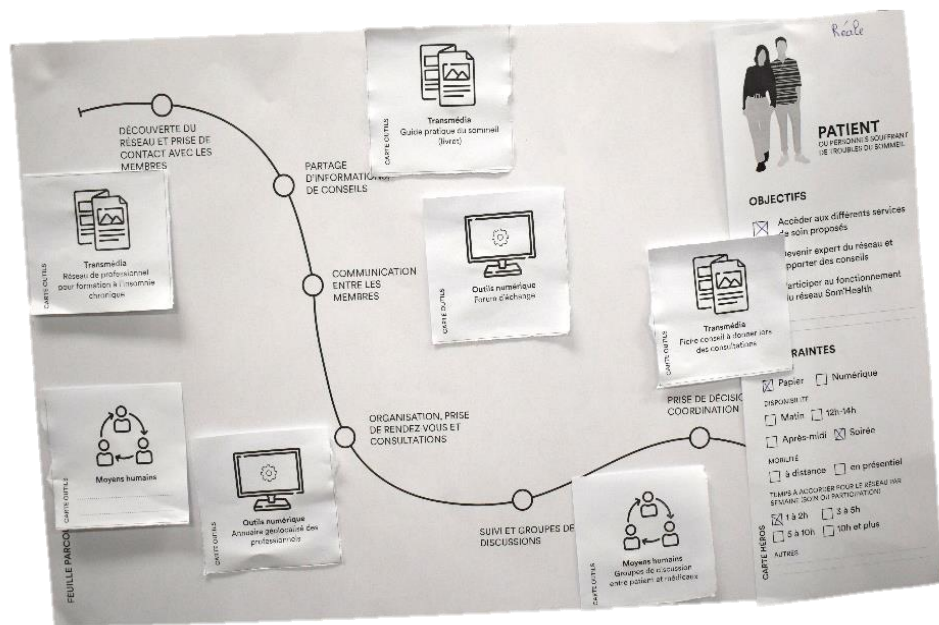 DÉCOUVERTE DU
RÉSEAU ET PRISE DE
CONTACT AVEC LES
MEMBRES
CARTE OUTILS
Transmédia
Réseau de professionnel
pour formation à l'insomnie
chronique
PARTAGE
D'INFORMATIONS,
DE CONSEILS
CARTE OUTILS
Transmédia
Guide pratique du sommeil
(livret)
COMMUNICATION
ENTRE LES
MEMBRES
CARTE OUTILS
Outils numérique
Forum d'échange
ORGANISATION, PRISE
DE RENDEZ-VOUS ET
CONSULTATIONS
CARTE OUTILS
Moyens humains
CARTE OUTILS
Outils numérique
Annuaire géolocalisé des
professionnels
SUIVI ET GROUPES DE
DISCUSSIONS
CARTE OUTILS
Moyens humains
Groupes de discussion
entre patient et médicaux
PRISE DE DÉCISI
COORDINATION
CARTE OUTILS
Transmédia
Fiche conseil à donner lors
des consultations
FEUILLE PARCOU
PATIENT
OU PERSONNES SOUFFRANT
DE TROUBLES DU SOMMEIL
OBJECTIFS
Accéder aux différents services
de soin proposés
evenir expert du réseau et
pporter des conseils
articiper au fonctionnement
u réseau Som'Health
RAINTES
Papier Numérique
DISPONIBILITÉ
Matin 12h-14h
Après-midi Soirée
MOBILITÉ
à distance en présentiel
TEMPS À ACCORDER POUR LE RÉSEAU PAR
SEMAINE (SOIN OU PARTICIPATION)
1 à 2h 3 à 5h
5 à 10h 10h et plus
AUTRES
CARTE HÉROS